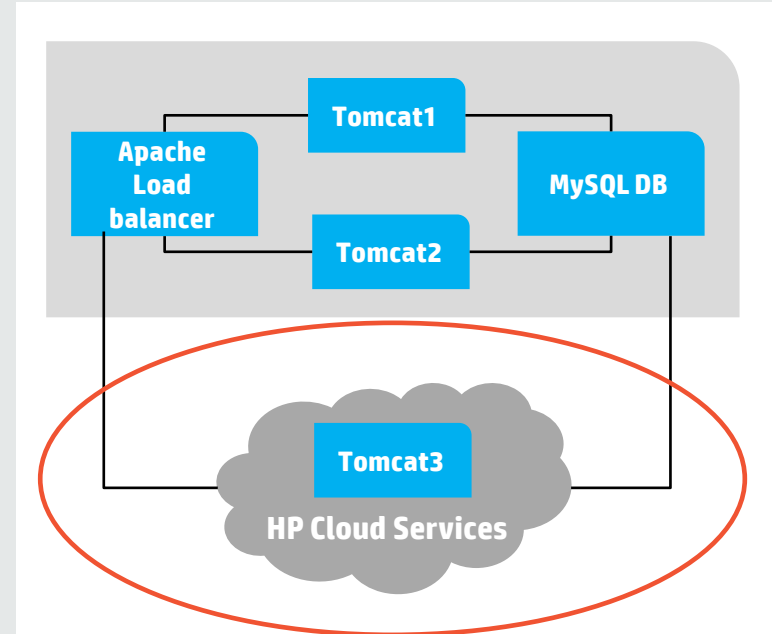 Tomcat1
Apache
Load
balancer
MySQL DB
Tomcat2
Tomcat3
HP Cloud Services